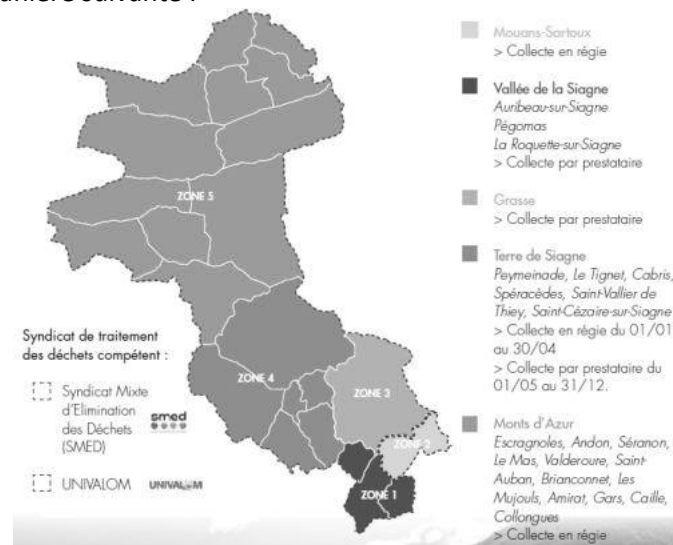 Mouans-Sartoux
> Collecte en régie
Vallée de la Siagne
Auribeau-sur-Siagne
Pégomas
La Roquette-sur-Siagne
> Collecte par prestataire
Grasse
> Collecte par prestataire
Terre de Siagne
Peymeinade, Le Tignet, Cabris,
Spéracèdes, Saint-Vallier de
Thiey, Saint-Cézaire-sur-Siagne
> Collecte en régie du 01/01
au 30/04
> Collecte par prestataire du
01/05 au 31/12.
Monts d'Azur
Escragnoles, Andon, Séranon,
Le Mas, Valderoure, Saint-
Auban, Brianconnet, Les
Mujouls, Amirat, Gars, Caille,
Collongues
> Collecte en régie
ZONE 5
ZONE 4
ZONE 3
ZONE 2
ZONE 1
Syndicat de traitement
des déchets compétent :
Syndicat Mixte
d'Elimination
des Déchets
(SMED)
smed
UNIVALOM
UNIVALOM